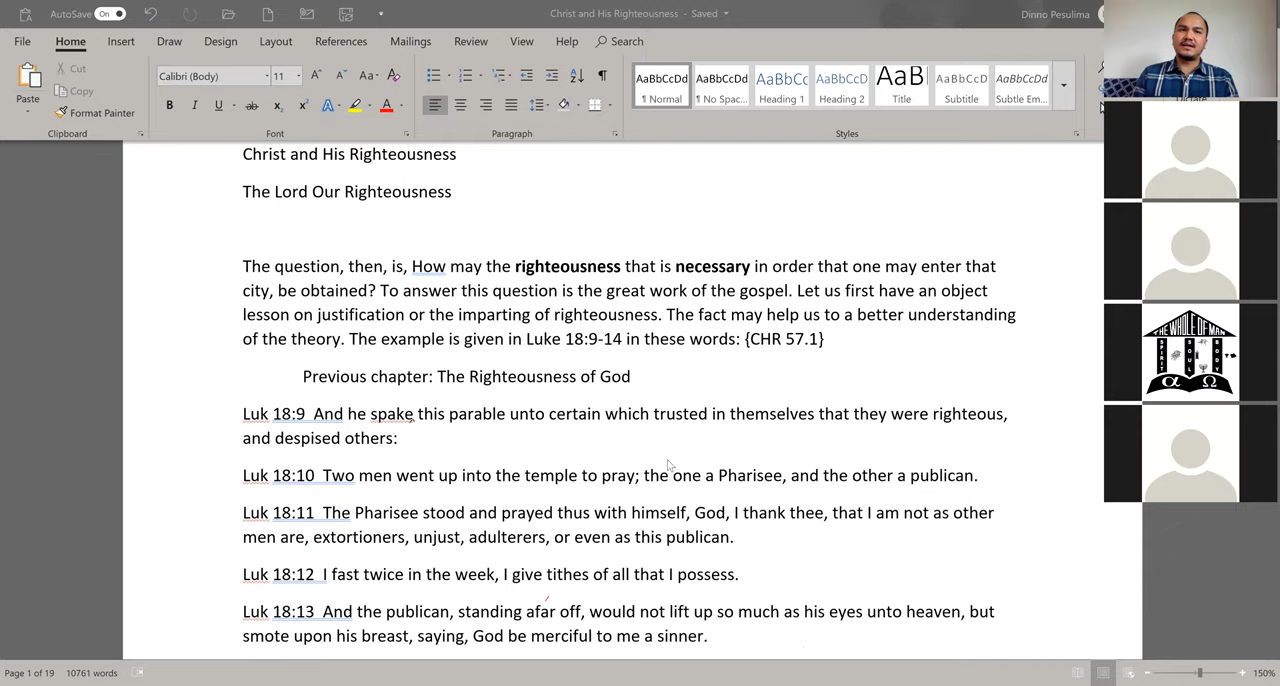 AutoSave On
Christ and His Righteousness - Saved
Dinno Pesulima
File Home Insert Draw Design Layout References Mailings Review View Help Search
Paste
Cut
Copy
Format Painter
Clipboard
Calibri (Body) 11
Font
Paragraph
AaBbCcDd AaBbCcDd AaBbCc AaBbCcD AaB AaBbCcD AaBbCcDd
¶ Normal ¶ No Spac... Heading 1 Heading 2 Title Subtitle Subtle Em...
Styles
Christ and His Righteousness
The Lord Our Righteousness
The question, then, is, How may the righteousness that is necessary in order that one may enter that
city, be obtained? To answer this question is the great work of the gospel. Let us first have an object
lesson on justification or the imparting of righteousness. The fact may help us to a better understanding
of the theory. The example is given in Luke 18:9-14 in these words: {CHR 57.1}
Previous chapter: The Righteousness of God
Luk 18:9 And he spake this parable unto certain which trusted in themselves that they were righteous,
and despised others:
Luk 18:10 Two men went up into the temple to pray; the one a Pharisee, and the other a publican.
Luk 18:11 The Pharisee stood and prayed thus with himself, God, I thank thee, that I am not as other
men are, extortioners, unjust, adulterers, or even as this publican.
Luk 18:12 I fast twice in the week, I give tithes of all that I possess.
Luk 18:13 And the publican, standing afar off, would not lift up so much as his eyes unto heaven, but
smote upon his breast, saying, God be merciful to me a sinner.
THE WHOLE OF MAN
SPIRIT SOUL BODY
α Ω
Page 1 of 19 10761 words
150%